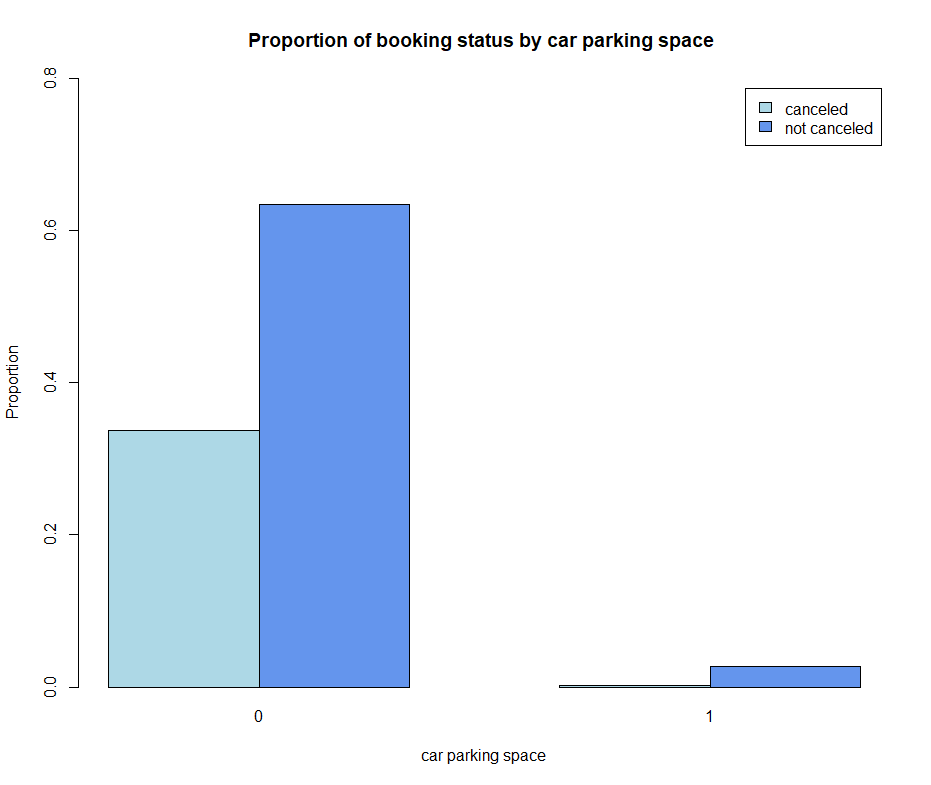 Proportion of booking status by car parking space
canceled
not canceled
0.8
0.6
0.4
0.2
0.0
Proportion
0
1
car parking space